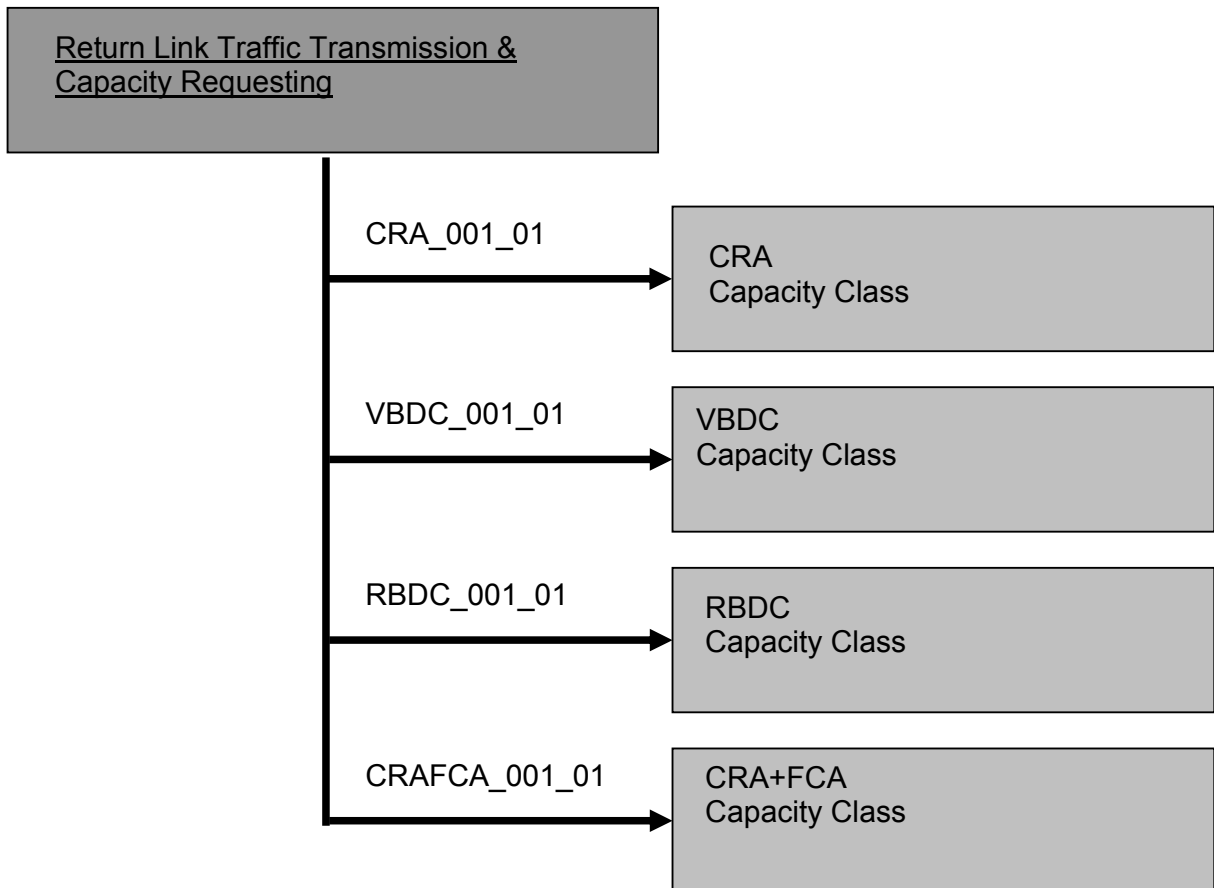 Return Link Traffic Transmission &
Capacity Requesting
CRA_001_01
CRA
Capacity Class
VBDC_001_01
VBDC
Capacity Class
RBDC_001_01
RBDC
Capacity Class
CRAFCA_001_01
CRA+FCA
Capacity Class